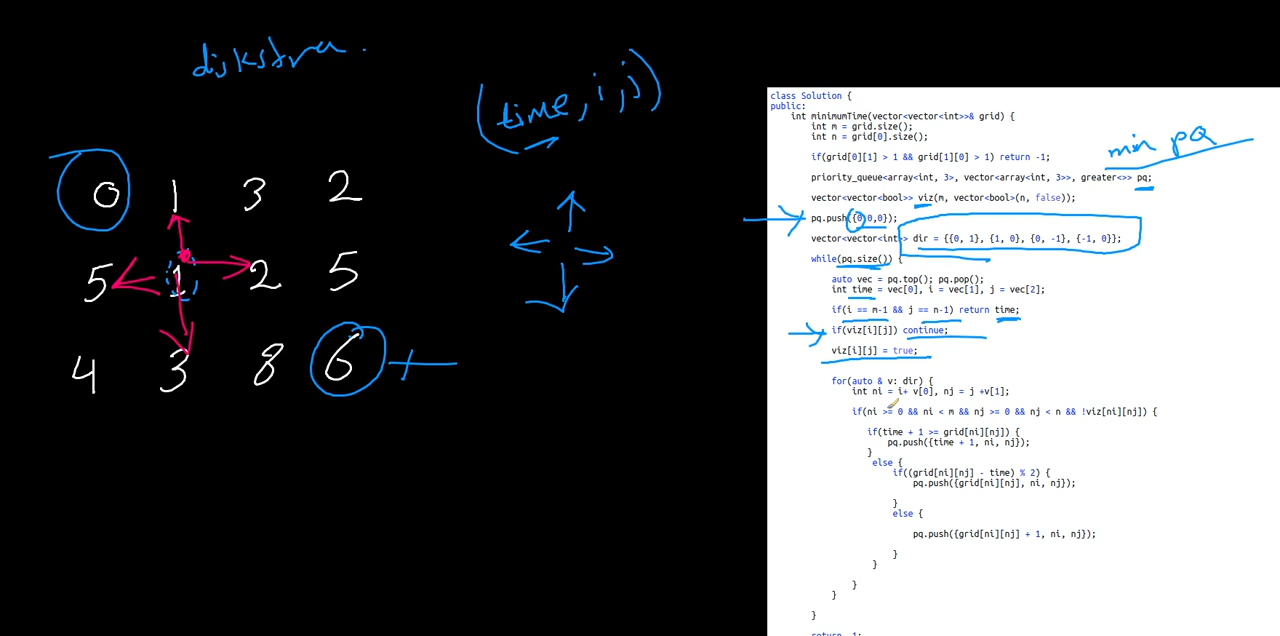 dijkstra.
(time, i, j)
0 1 3 2
5 1 2 5
4 3 8 6
min pQ
class Solution {
public:
int minimumTime(vector<vector<int>>& grid) {
int m = grid.size();
int n = grid[0].size();
if(grid[0][1] > 1 && grid[1][0] > 1) return -1;
priority_queue<array<int, 3>, vector<array<int, 3>>, greater<>> pq;
vector<vector<bool>> viz(m, vector<bool>(n, false));
pq.push({0,0,0});
vector<vector<int>> dir = {{0, 1}, {1, 0}, {0, -1}, {-1, 0}};
while(pq.size()) {
auto vec = pq.top(); pq.pop();
int time = vec[0], i = vec[1], j = vec[2];
if(i == m-1 && j == n-1) return time;
if(viz[i][j]) continue;
viz[i][j] = true;
for(auto & v: dir) {
int ni = i+ v[0], nj = j +v[1];
if(ni >= 0 && ni < m && nj >= 0 && nj < n && !viz[ni][nj]) {
if(time + 1 >= grid[ni][nj]) {
pq.push({time + 1, ni, nj});
}
else {
if((grid[ni][nj] - time) % 2) {
pq.push({grid[ni][nj], ni, nj});
}
else {
pq.push({grid[ni][nj] + 1, ni, nj});
}
}
}
}
}
return -1;